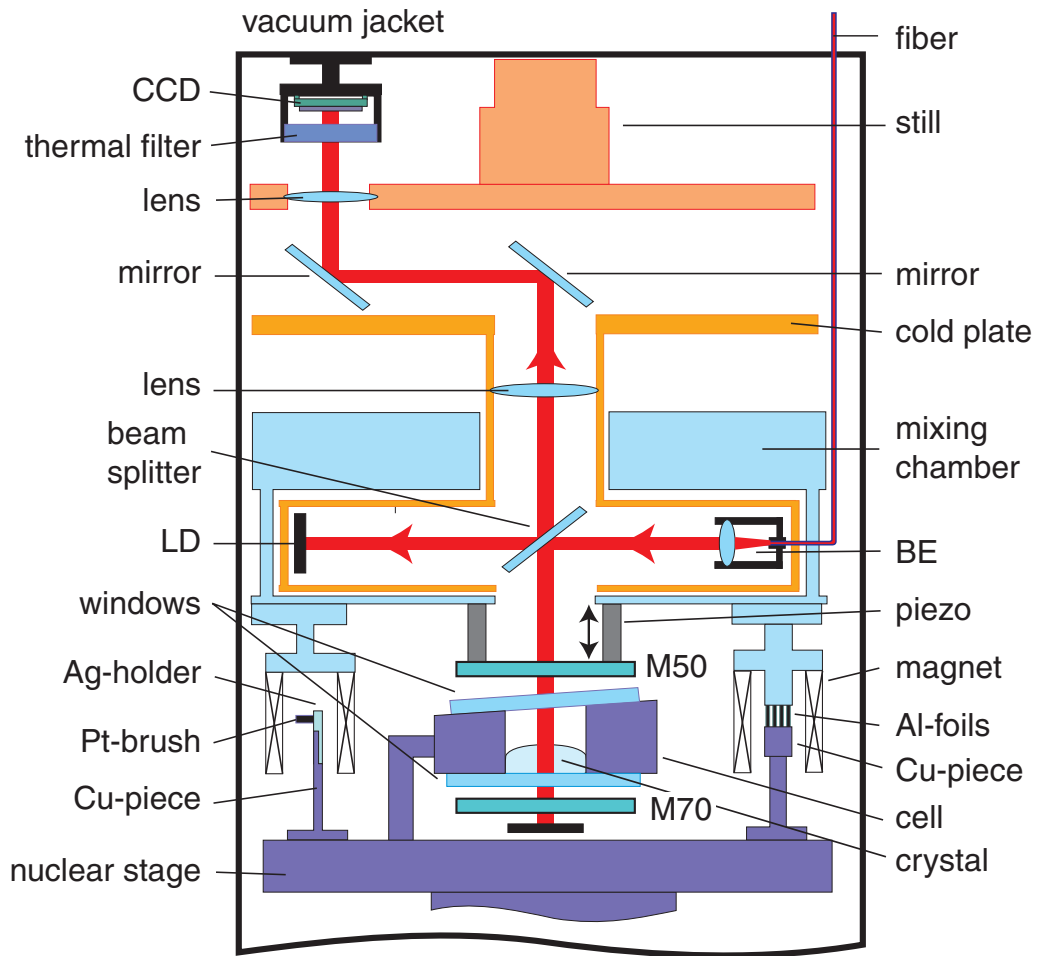 vacuum jacket
fiber
CCD
still
thermal filter
lens
mirror
mirror
cold plate
lens
beam
splitter
mixing
chamber
LD
BE
windows
piezo
M50
Ag-holder
magnet
Pt-brush
Al-foils
Cu-piece
Cu-piece
M70
cell
nuclear stage
crystal